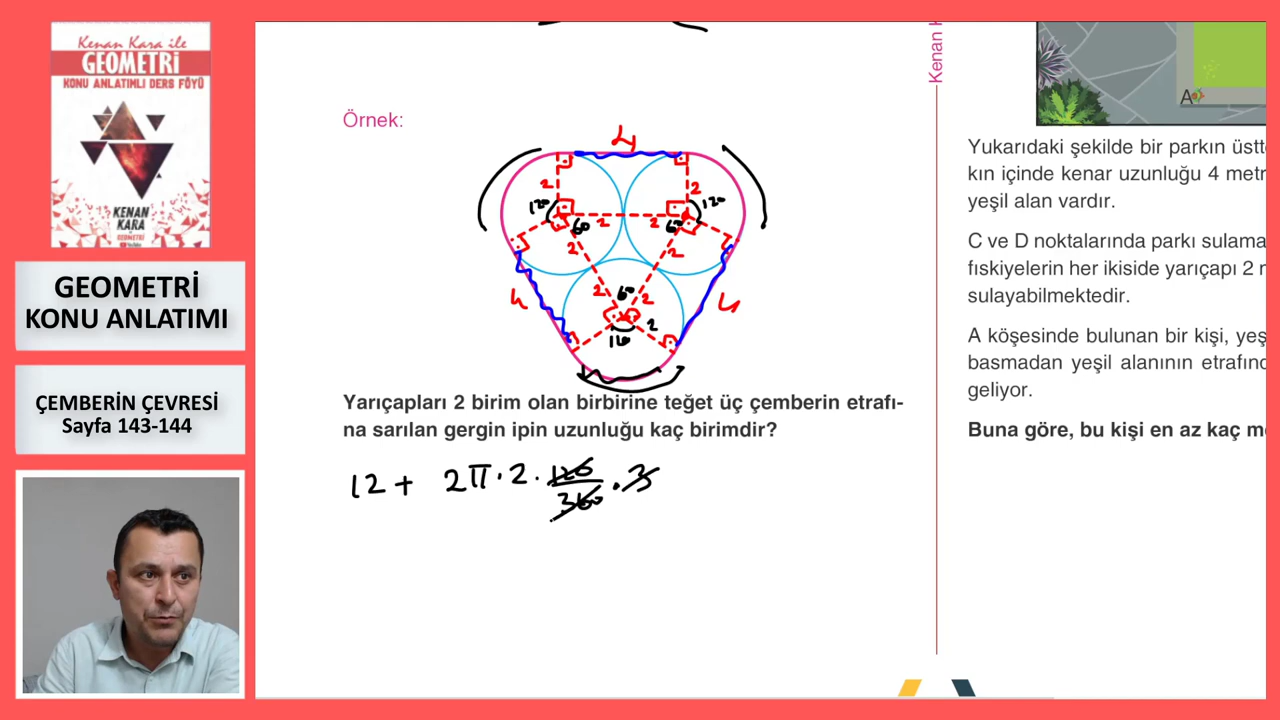 Kenan Kara ile
GEOMETRİ
KONU ANLATIMLI DERS FÖYÜ
KENAN
KARA
GEOMETRİ
GEOMETRİ
KONU ANLATIMI
ÇEMBERİN ÇEVRESİ
Sayfa 143-144
Örnek:
4
2
2
120
120
60
2
2
60
2
2
4
2
60
2
4
2
Yarıçapları 2 birim olan birbirine teğet üç çemberin etrafı-
na sarılan gergin ipin uzunluğu kaç birimdir?
12 + 2π · 2 · 120/360 · 3
Kenan K
A
Yukarıdaki şekilde bir parkın üstt
kın içinde kenar uzunluğu 4 metr
yeşil alan vardır.
C ve D noktalarında parkı sulama
fıskiyelerin her ikiside yarıçapı 2 m
sulayabilmektedir.
A köşesinde bulunan bir kişi, yeş
basmadan yeşil alanının etrafınd
geliyor.
Buna göre, bu kişi en az kaç me